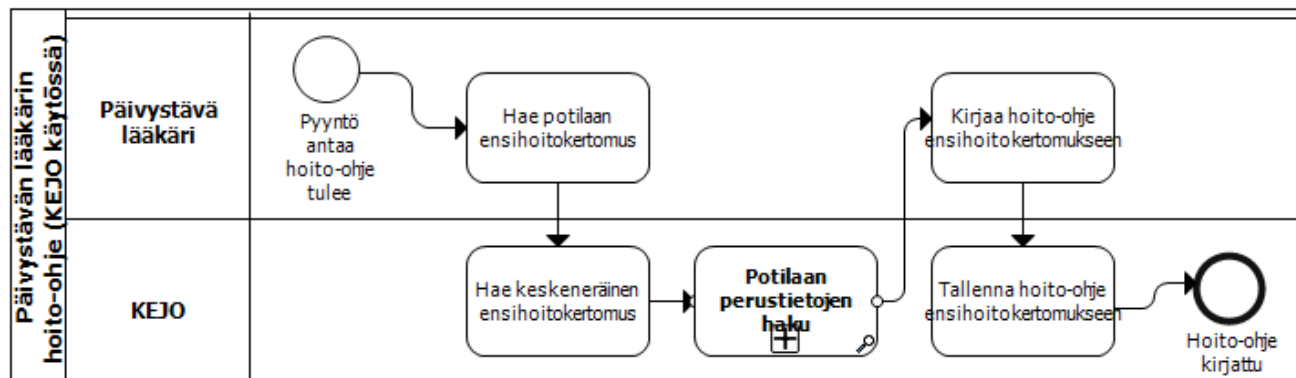 Päivystävän lääkärin
hoito-ohje (KEJO käytössä)
Päivystävä
lääkäri
Pyyntö
antaa
hoito-ohje
tulee
Hae potilaan
ensihoitokertomus
Kirjaa hoito-ohje
ensihoitokertomukseen
KEJO
Hae keskeneräinen
ensihoitokertomus
Potilaan
perustietojen
haku
Tallenna hoito-ohje
ensihoitokertomukseen
Hoito-ohje
kirjattu